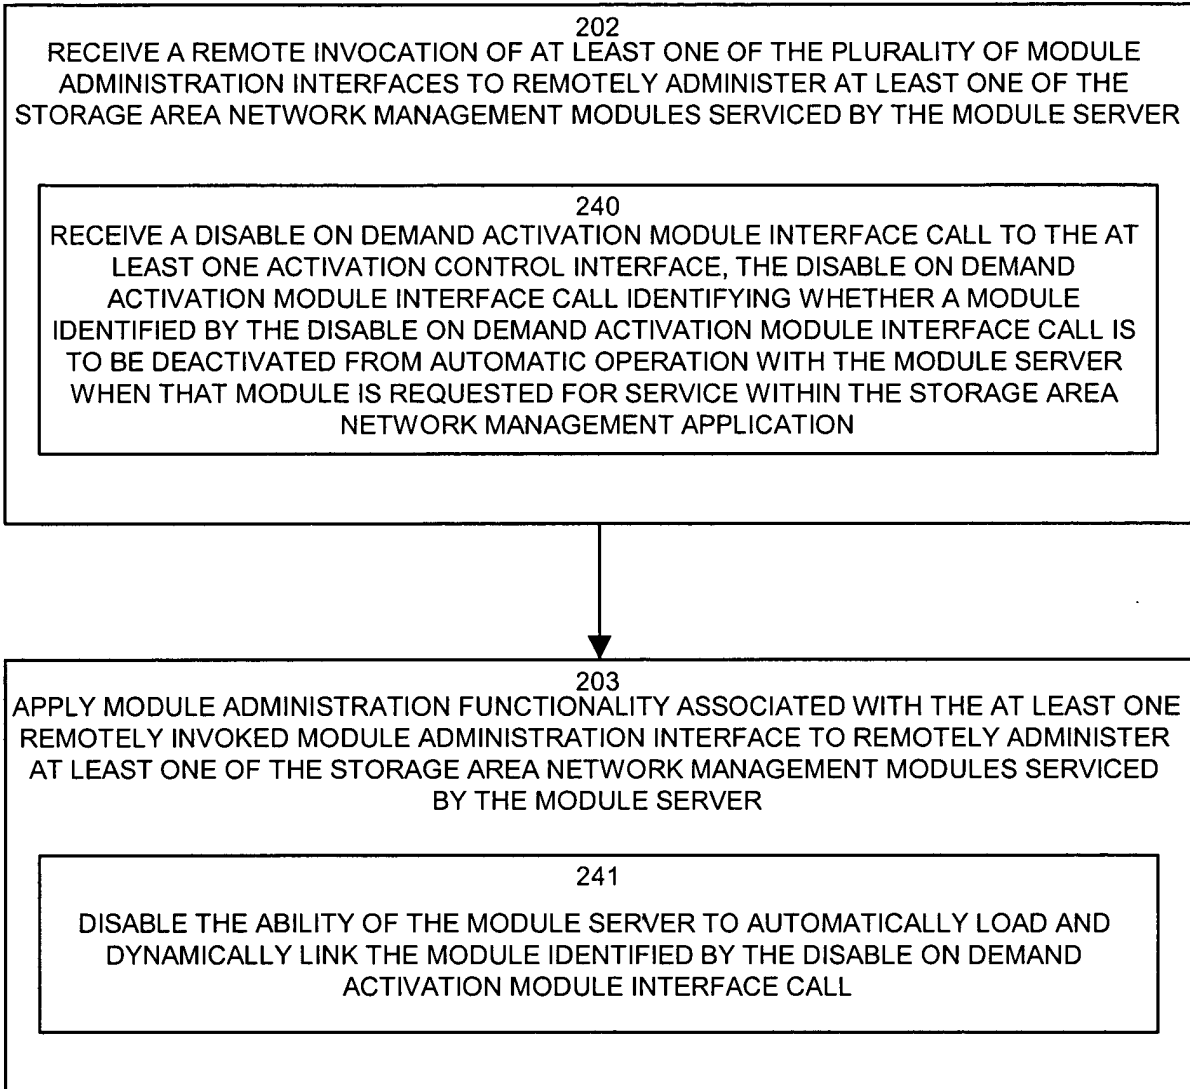 202
RECEIVE A REMOTE INVOCATION OF AT LEAST ONE OF THE PLURALITY OF MODULE
ADMINISTRATION INTERFACES TO REMOTELY ADMINISTER AT LEAST ONE OF THE
STORAGE AREA NETWORK MANAGEMENT MODULES SERVICED BY THE MODULE SERVER
240
RECEIVE A DISABLE ON DEMAND ACTIVATION MODULE INTERFACE CALL TO THE AT
LEAST ONE ACTIVATION CONTROL INTERFACE, THE DISABLE ON DEMAND
ACTIVATION MODULE INTERFACE CALL IDENTIFYING WHETHER A MODULE
IDENTIFIED BY THE DISABLE ON DEMAND ACTIVATION MODULE INTERFACE CALL IS
TO BE DEACTIVATED FROM AUTOMATIC OPERATION WITH THE MODULE SERVER
WHEN THAT MODULE IS REQUESTED FOR SERVICE WITHIN THE STORAGE AREA
NETWORK MANAGEMENT APPLICATION
203
APPLY MODULE ADMINISTRATION FUNCTIONALITY ASSOCIATED WITH THE AT LEAST ONE
REMOTELY INVOKED MODULE ADMINISTRATION INTERFACE TO REMOTELY ADMINISTER
AT LEAST ONE OF THE STORAGE AREA NETWORK MANAGEMENT MODULES SERVICED
BY THE MODULE SERVER
241
DISABLE THE ABILITY OF THE MODULE SERVER TO AUTOMATICALLY LOAD AND
DYNAMICALLY LINK THE MODULE IDENTIFIED BY THE DISABLE ON DEMAND
ACTIVATION MODULE INTERFACE CALL